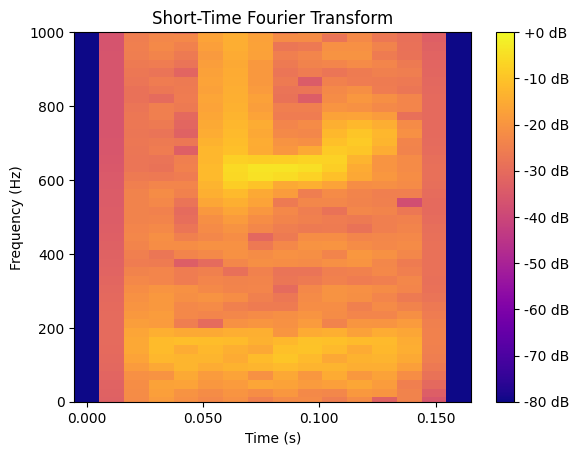 Short-Time Fourier Transform
1000
800
600
400
200
0
Frequency (Hz)
0.000
0.050
0.100
0.150
Time (s)
+0 dB
-10 dB
-20 dB
-30 dB
-40 dB
-50 dB
-60 dB
-70 dB
-80 dB